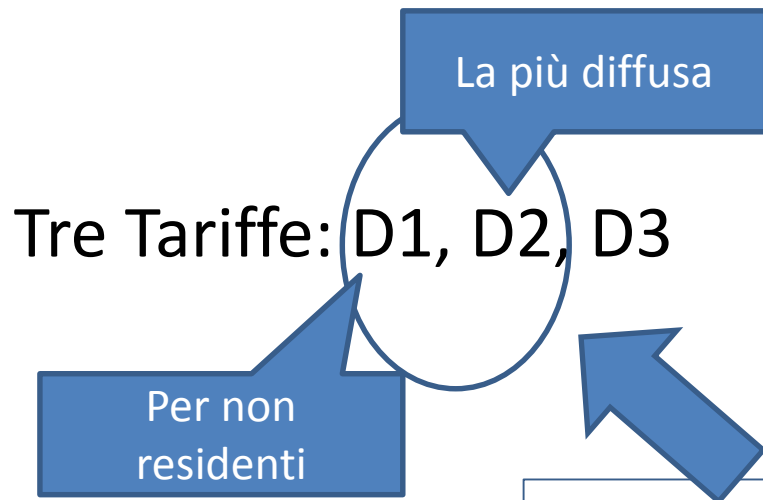 La più diffusa
Tre Tariffe: D1, D2, D3
Per non
residenti